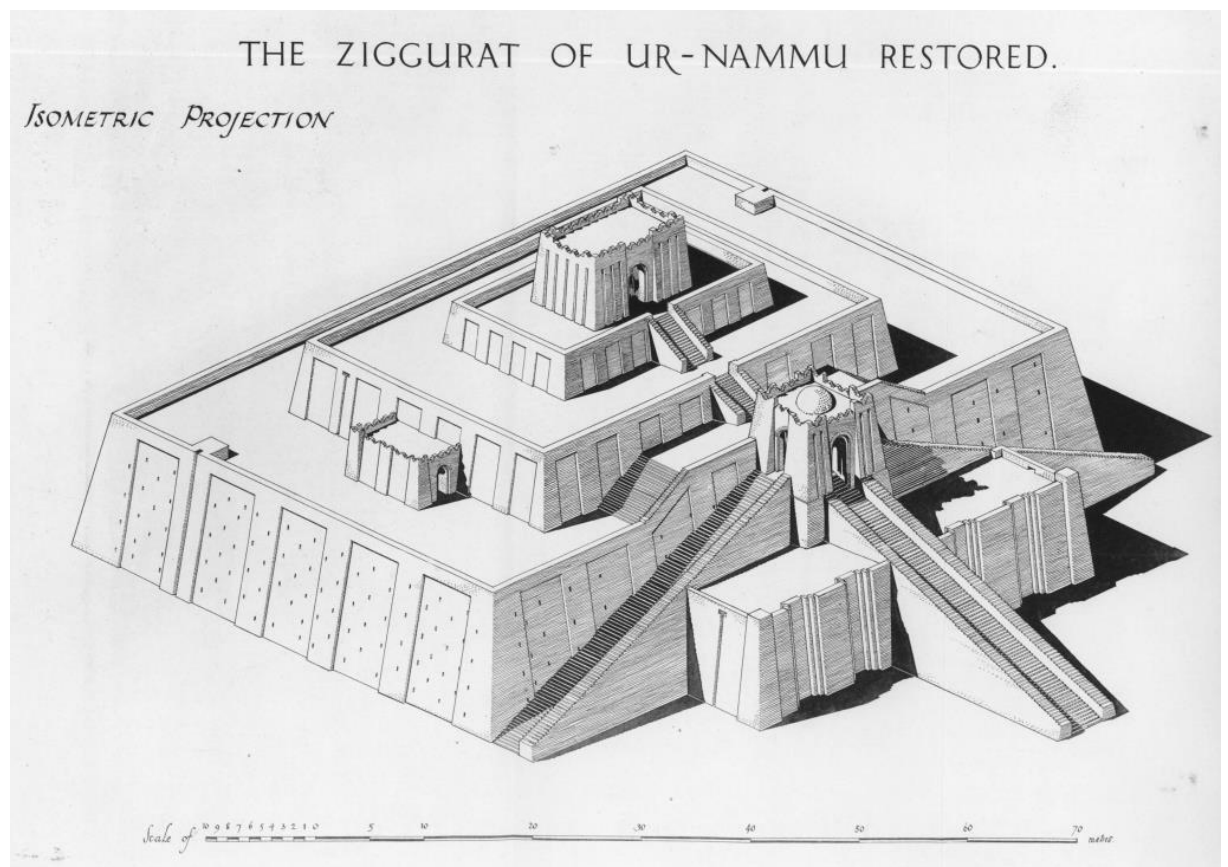 THE ZIGGURAT OF UR-NAMMU RESTORED.
ISOMETRIC PROJECTION
Scale of 10 9 8 7 6 5 4 3 2 1 0 5 10 20 30 40 50 60 70 metres.